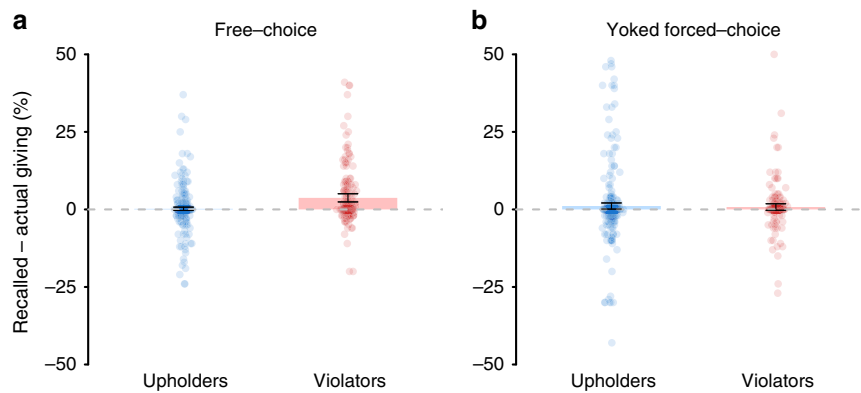 a
Free–choice
Recalled – actual giving (%)
50
25
0
–25
–50
Upholders
Violators
b
Yoked forced–choice
50
25
0
–25
–50
Upholders
Violators